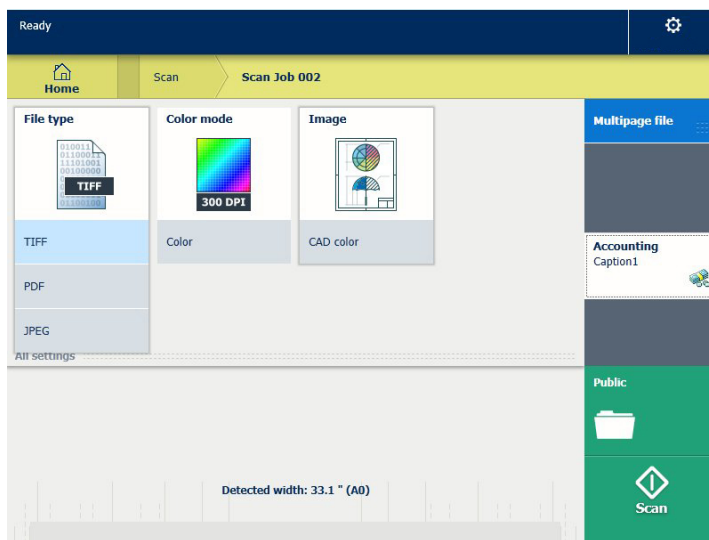 Ready
Home
Scan
Scan Job 002
File type
Color mode
Image
Multipage file
TIFF
300 DPI
TIFF
Color
CAD color
Accounting
Caption1
PDF
JPEG
All settings
Public
Detected width: 33.1 " (A0)
Scan